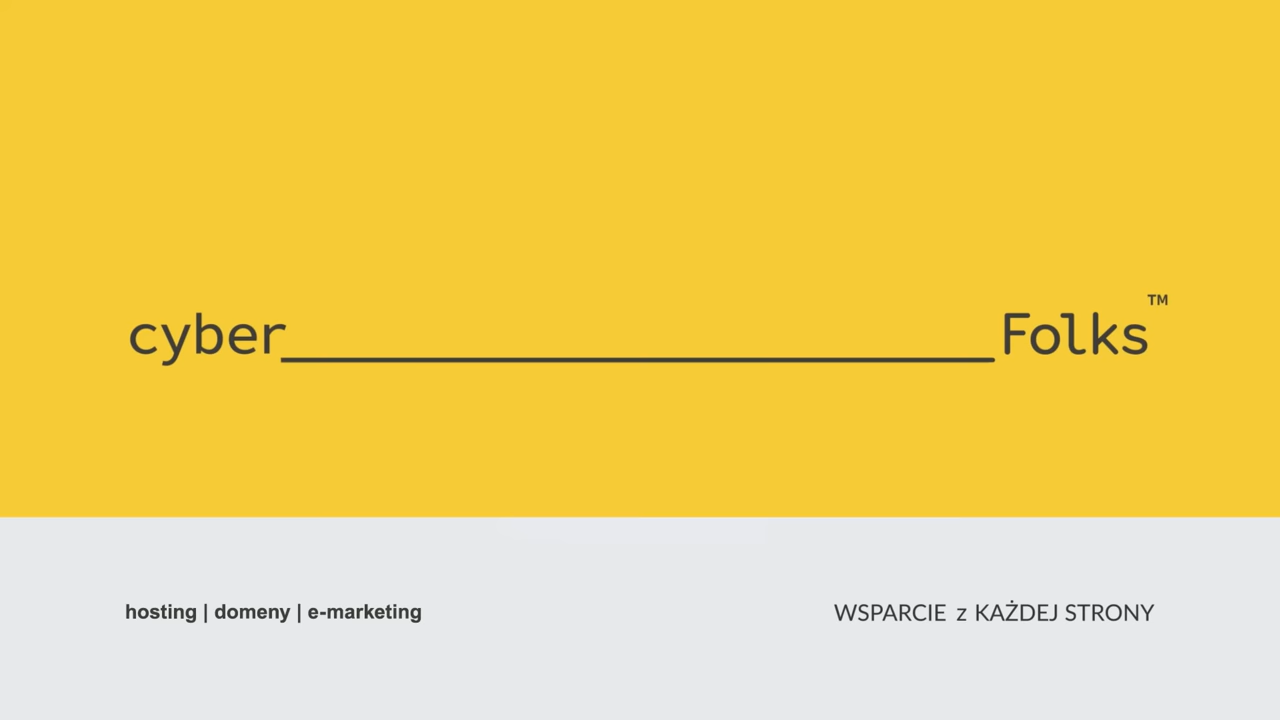 cyber_Folks™
hosting | domeny | e-marketing
WSPARCIE z KAŻDEJ STRONY